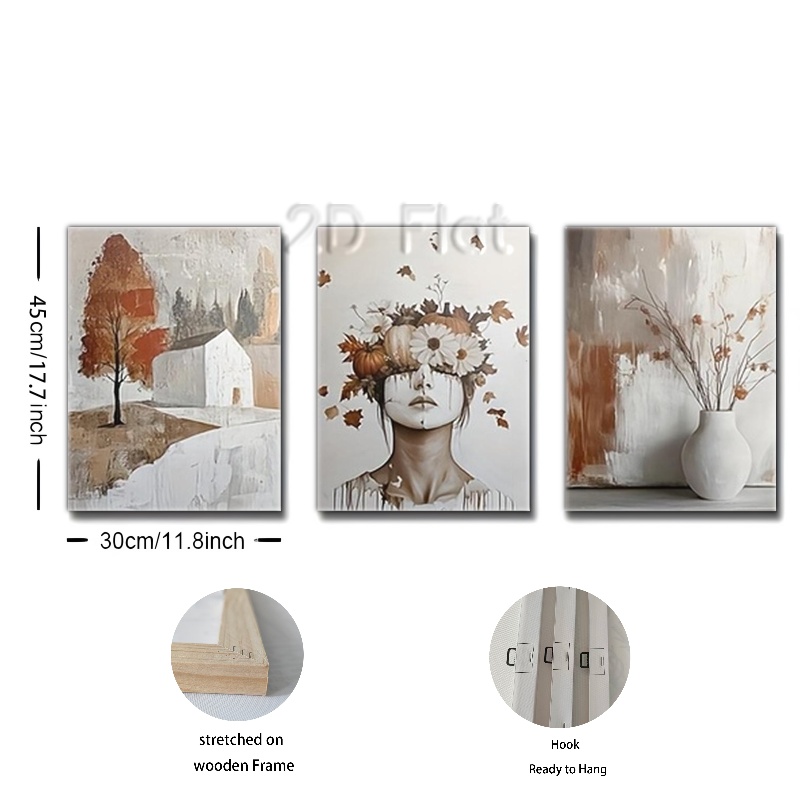 2D Flat
45cm/17.7inch
30cm/11.8inch
stretched on
wooden Frame
Hook
Ready to Hang